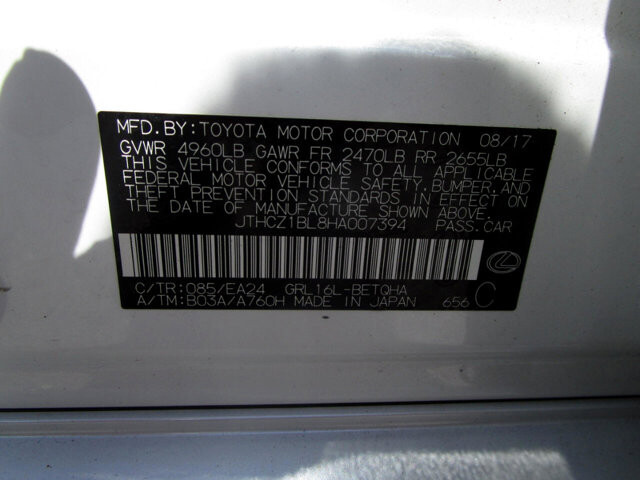 MFD. BY: TOYOTA MOTOR CORPORATION 08/17
GVWR 4960LB GAWR FR 2470LB RR 2655LB
THIS VEHICLE CONFORMS TO ALL APPLICABLE
FEDERAL MOTOR VEHICLE SAFETY, BUMPER, AND
THEFT PREVENTION STANDARDS IN EFFECT ON
THE DATE OF MANUFACTURE SHOWN ABOVE.
JTHCZ1BL8HA007394 PASS. CAR
C/TR: 085/EA24 GRL16L-BETQHA
A/TM: B03A/A760H MADE IN JAPAN 656 C